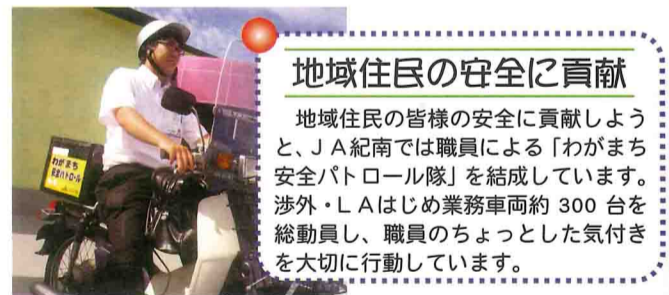 地域住民の安全に貢献
地域住民の皆様の安全に貢献しよう
と、ＪＡ紀南では職員による「わがまち
安全パトロール隊」を結成しています。
渉外・ＬＡはじめ業務車両約 300 台を
総動員し、職員のちょっとした気付き
を大切に行動しています。
わがまち
安全パトロール